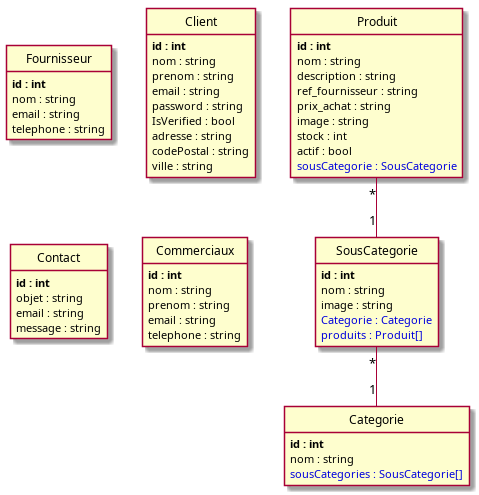 Fournisseur
id : int
nom : string
email : string
telephone : string
Client
id : int
nom : string
prenom : string
email : string
password : string
IsVerified : bool
adresse : string
codePostal : string
ville : string
Produit
id : int
nom : string
description : string
ref_fournisseur : string
prix_achat : string
image : string
stock : int
actif : bool
sousCategorie : SousCategorie
*
1
Contact
id : int
objet : string
email : string
message : string
Commerciaux
id : int
nom : string
prenom : string
email : string
telephone : string
SousCategorie
id : int
nom : string
image : string
Categorie : Categorie
produits : Produit[]
*
1
Categorie
id : int
nom : string
sousCategories : SousCategorie[]